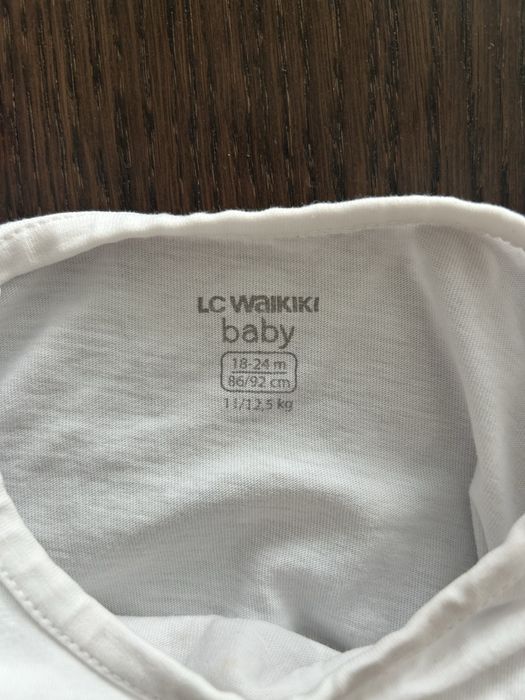 LC WaIKIKI
baby
18-24 m
86/92 cm
11/12,5 kg